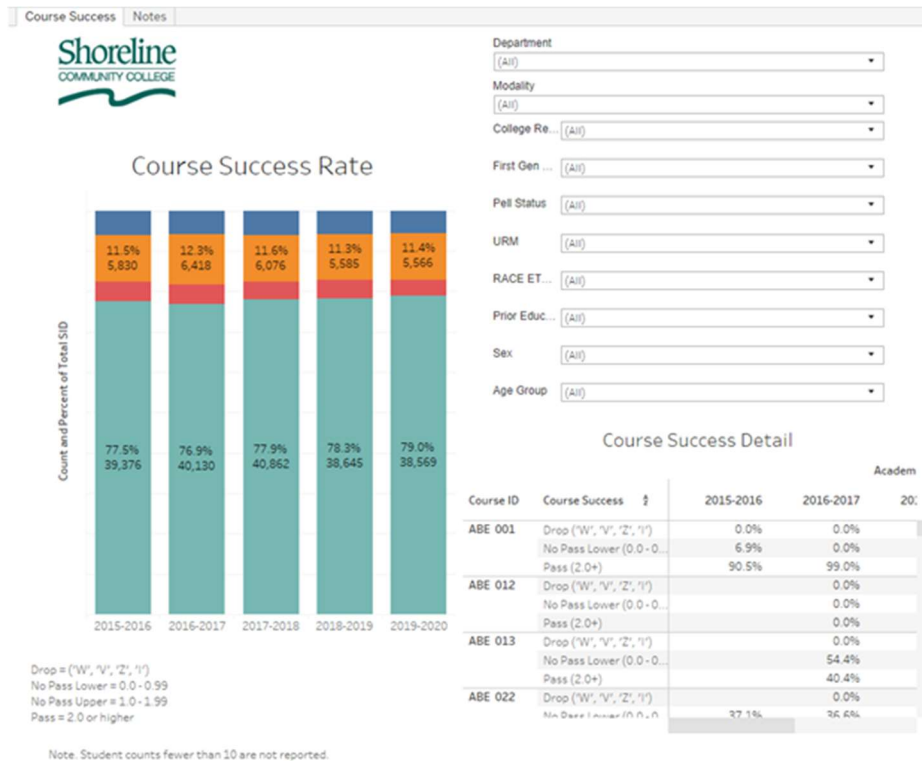 Course Success Notes
Shoreline
COMMUNITY COLLEGE
Department
(All)
Modality
(All)
College Re... (All)
First Gen ... (All)
Pell Status (All)
URM (All)
RACE ET... (All)
Prior Educ... (All)
Sex (All)
Age Group (All)
Course Success Rate
Count and Percent of Total SID
11.5% 12.3% 11.6% 11.3% 11.4%
5,830 6,418 6,076 5,585 5,566
77.5% 76.9% 77.9% 78.3% 79.0%
39,376 40,130 40,862 38,645 38,569
2015-2016 2016-2017 2017-2018 2018-2019 2019-2020
Drop = ('W', 'V', 'Z', 'I')
No Pass Lower = 0.0 - 0.99
No Pass Upper = 1.0 - 1.99
Pass = 2.0 or higher
Note. Student counts fewer than 10 are not reported.
Course Success Detail
Academ
Course ID Course Success 2015-2016 2016-2017 20
ABE 001 Drop ('W', 'V', 'Z', 'I') 0.0% 0.0%
No Pass Lower (0.0 - 0... 6.9% 0.0%
Pass (2.0+) 90.5% 99.0%
ABE 012 Drop ('W', 'V', 'Z', 'I') 0.0%
No Pass Lower (0.0 - 0... 0.0%
Pass (2.0+) 0.0%
ABE 013 Drop ('W', 'V', 'Z', 'I') 0.0%
No Pass Lower (0.0 - 0... 54.4%
Pass (2.0+) 40.4%
ABE 022 Drop ('W', 'V', 'Z', 'I') 0.0%
No Pass Lower (0.0 - 0 37.1% 36.6%